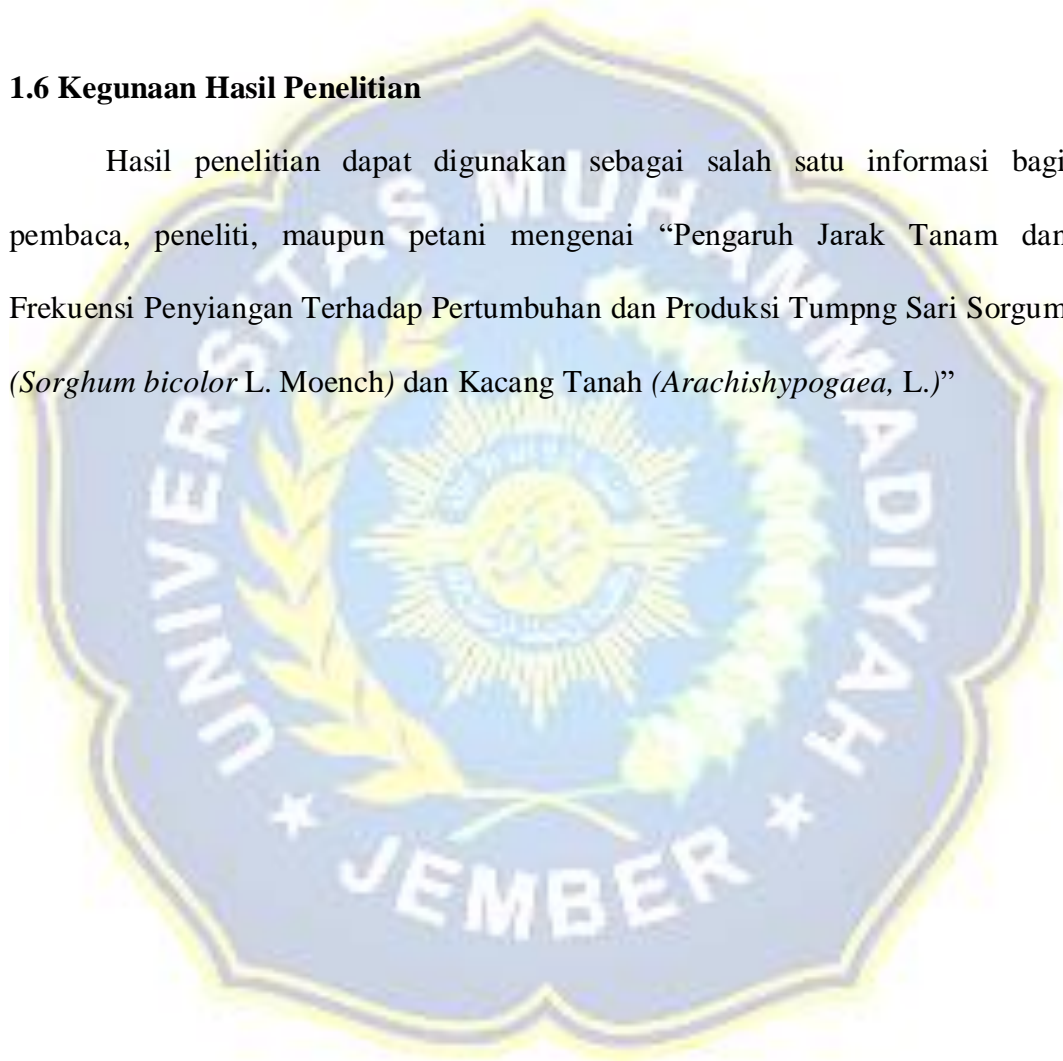 1.6 Kegunaan Hasil Penelitian
Hasil penelitian dapat digunakan sebagai salah satu informasi bagi
pembaca, peneliti, maupun petani mengenai “Pengaruh Jarak Tanam dan
Frekuensi Penyiangan Terhadap Pertumbuhan dan Produksi Tumpng Sari Sorgum
(Sorghum bicolor L. Moench) dan Kacang Tanah (Arachishypogaea, L.)”
UNIVERSITAS MUHAMMADIYAH
JEMBER